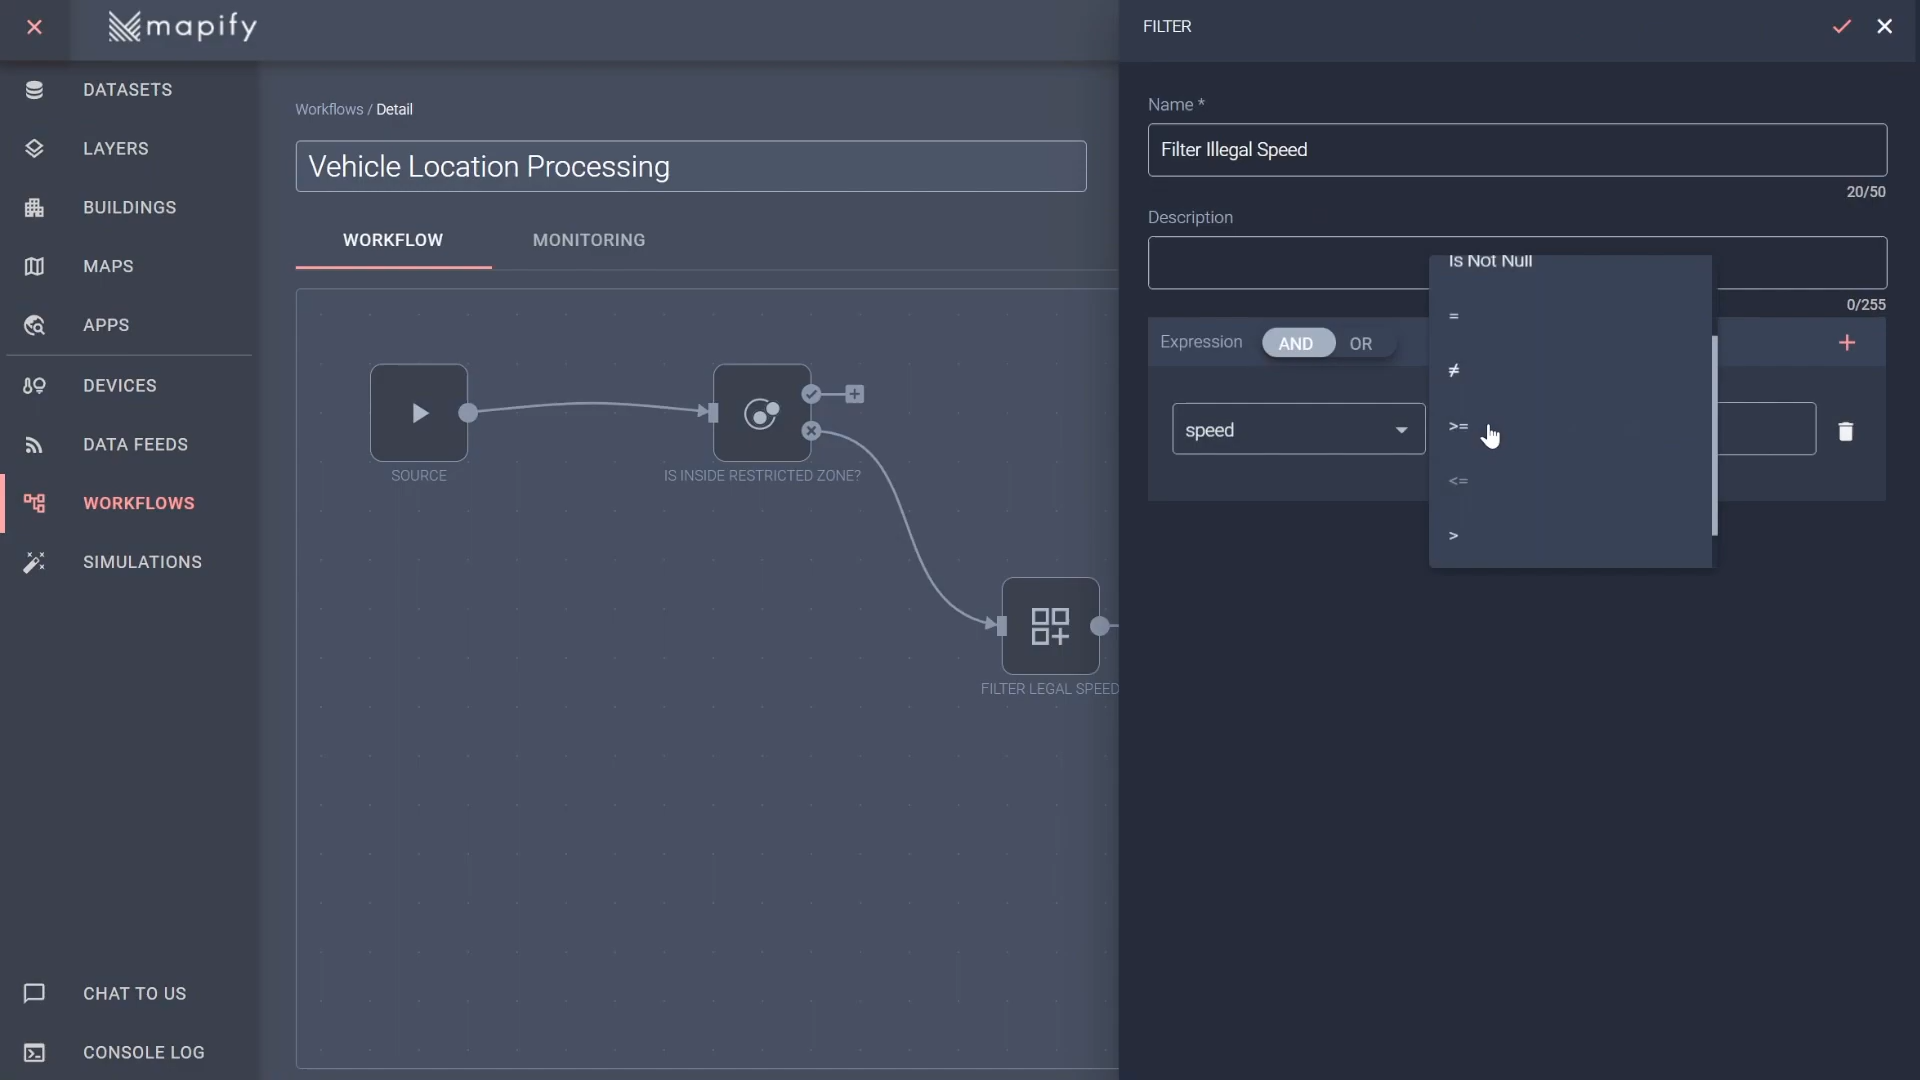 mapify
DATASETS
LAYERS
BUILDINGS
MAPS
APPS
DEVICES
DATA FEEDS
WORKFLOWS
SIMULATIONS
CHAT TO US
CONSOLE LOG
Workflows / Detail
Vehicle Location Processing
WORKFLOW MONITORING
SOURCE
IS INSIDE RESTRICTED ZONE?
FILTER LEGAL SPEED
FILTER
Name *
Filter Illegal Speed
20/50
Description
0/255
Expression AND OR
speed
Is Not Null
=
≠
>=
<=
>